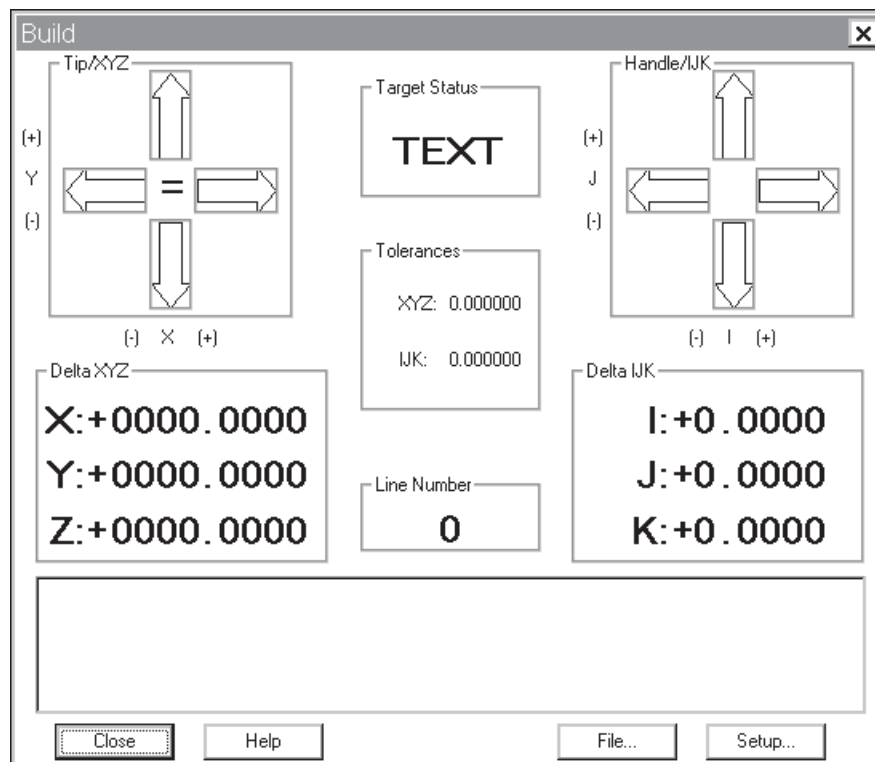 Build
Tip/XYZ
(+)
Y
(-)
=
(-) X (+)
Target Status
TEXT
Handle/IJK
(+)
J
(-)
(-) I (+)
Tolerances
XYZ: 0.000000
IJK: 0.000000
Delta XYZ
X:+0000.0000
Y:+0000.0000
Z:+0000.0000
Line Number
0
Delta IJK
I:+0.0000
J:+0.0000
K:+0.0000
Close
Help
File...
Setup...